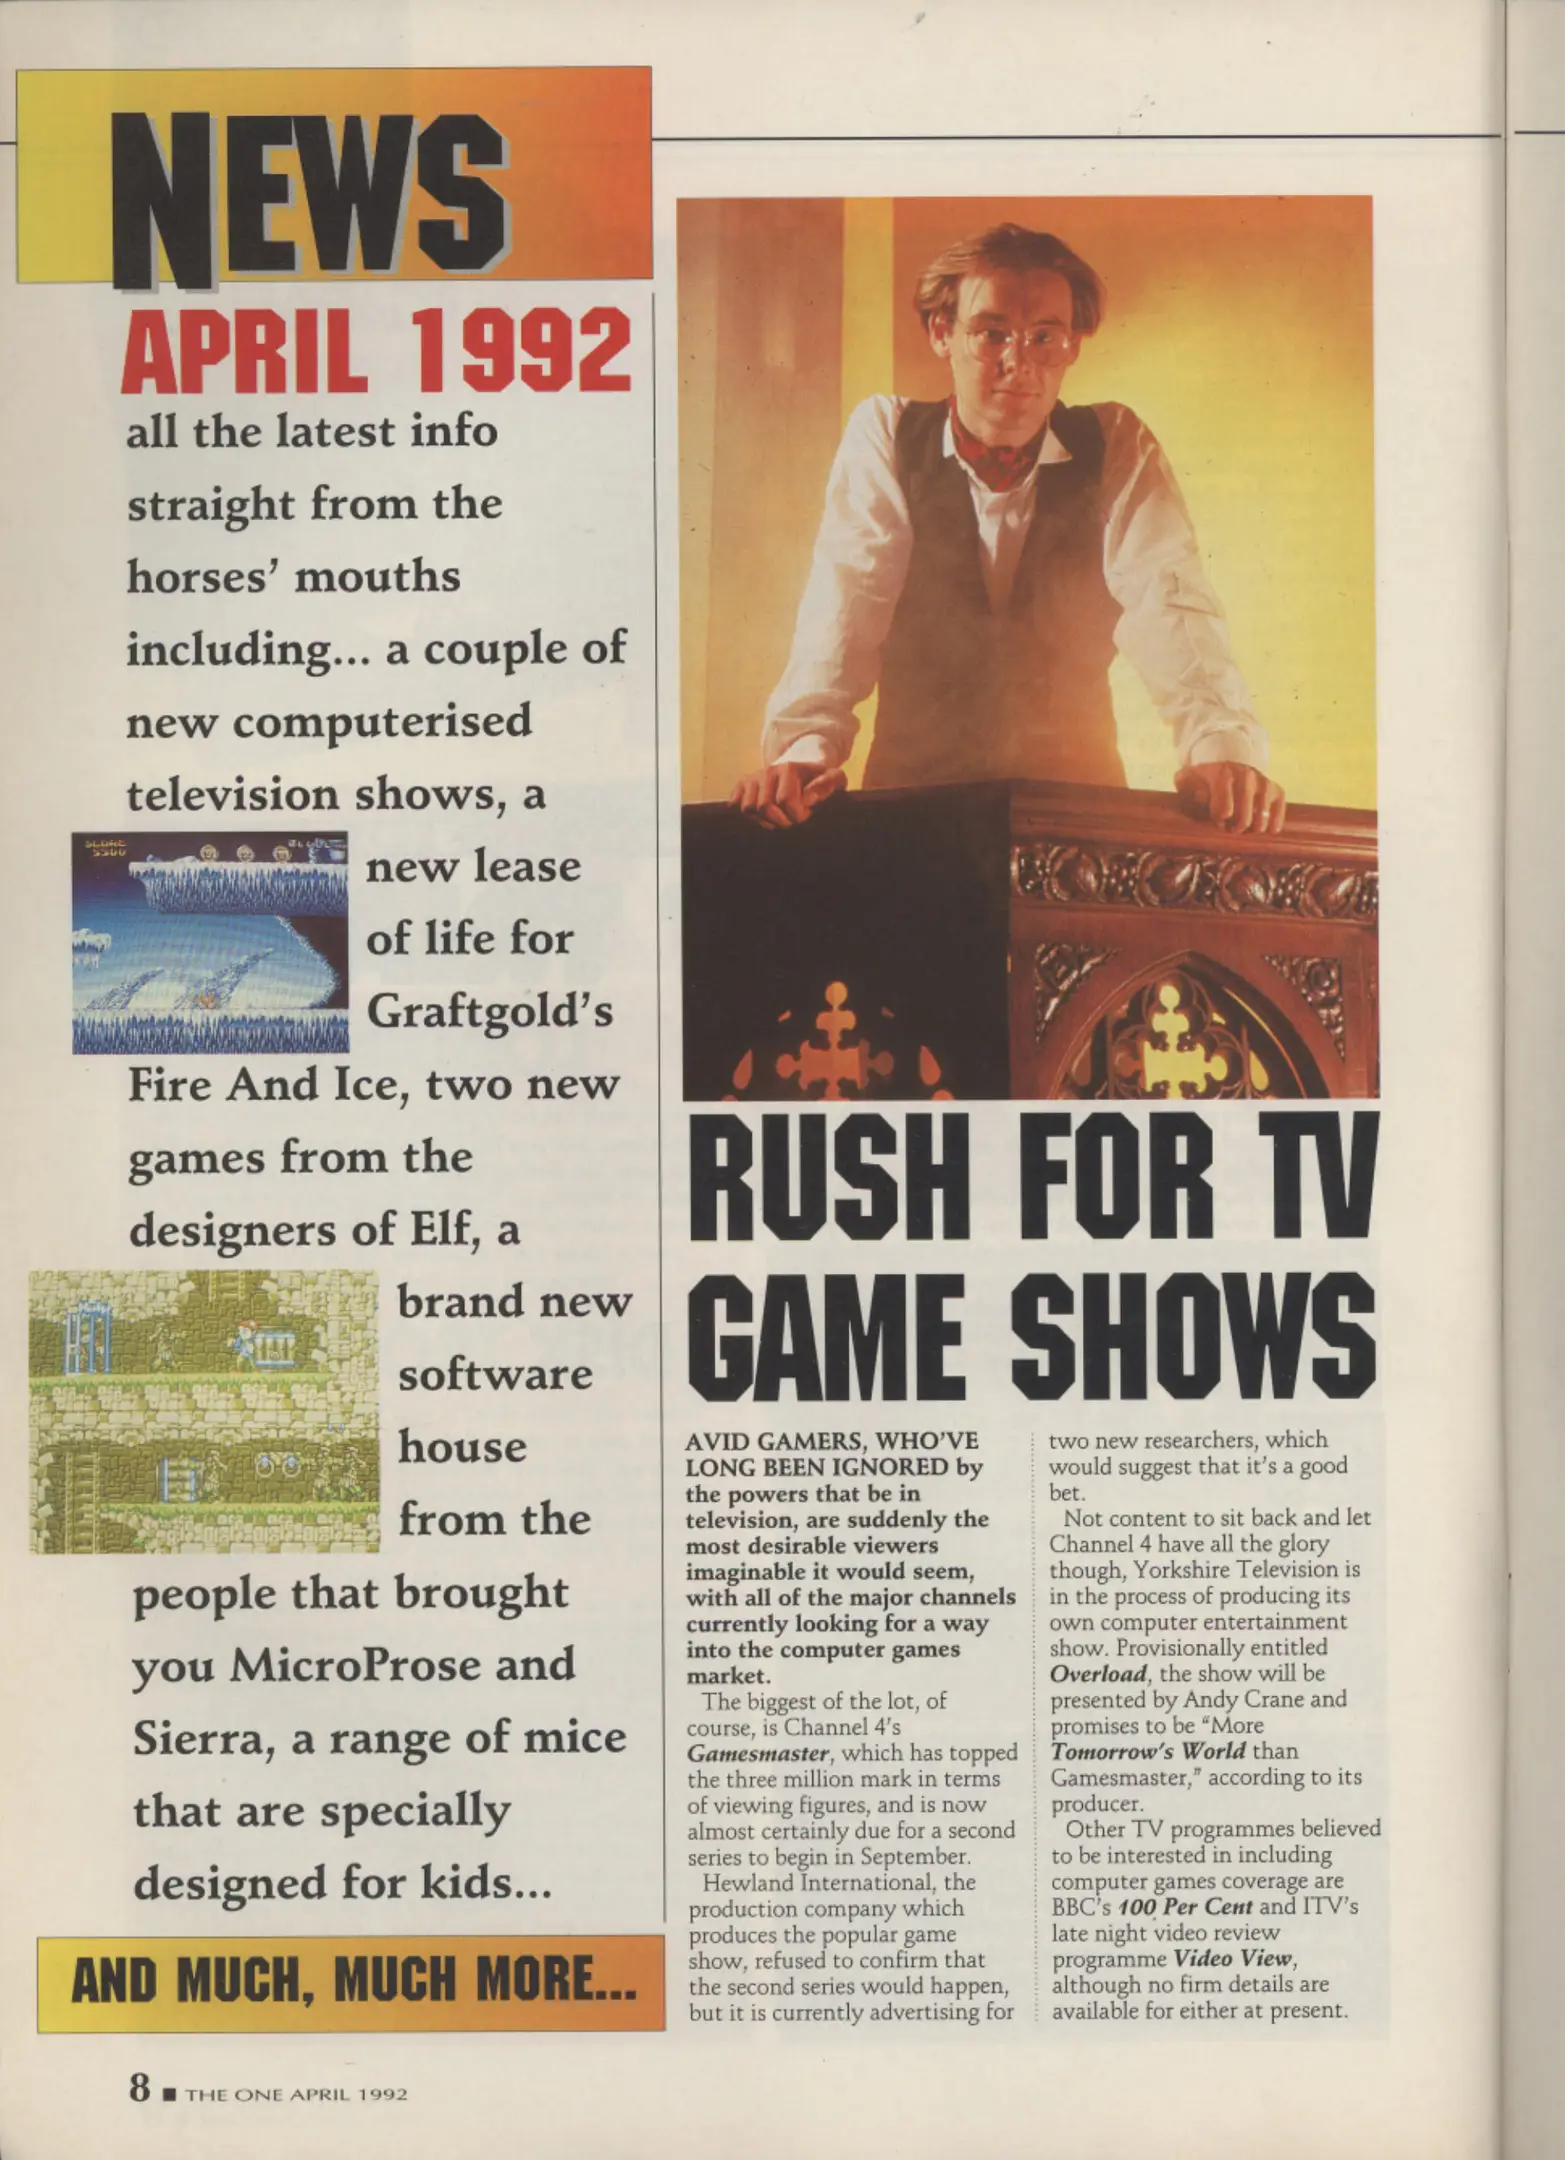 NEWS
APRIL 1992
all the latest info
straight from the
horses' mouths
including... a couple of
new computerised
television shows, a
new lease
of life for
Graftgold's
Fire And Ice, two new
games from the
designers of Elf, a
brand new
software
house
from the
people that brought
you MicroProse and
Sierra, a range of mice
that are specially
designed for kids...
AND MUCH, MUCH MORE...
SCORE
5500
RUSH FOR TV
GAME SHOWS
AVID GAMERS, WHO'VE
LONG BEEN IGNORED by
the powers that be in
television, are suddenly the
most desirable viewers
imaginable it would seem,
with all of the major channels
currently looking for a way
into the computer games
market.
The biggest of the lot, of
course, is Channel 4's
Gamesmaster, which has topped
the three million mark in terms
of viewing figures, and is now
almost certainly due for a second
series to begin in September.
Hewland International, the
production company which
produces the popular game
show, refused to confirm that
the second series would happen,
but it is currently advertising for
two new researchers, which
would suggest that it's a good
bet.
Not content to sit back and let
Channel 4 have all the glory
though, Yorkshire Television is
in the process of producing its
own computer entertainment
show. Provisionally entitled
Overload, the show will be
presented by Andy Crane and
promises to be "More
Tomorrow's World than
Gamesmaster," according to its
producer.
Other TV programmes believed
to be interested in including
computer games coverage are
BBC's 100 Per Cent and ITV's
late night video review
programme Video View,
although no firm details are
available for either at present.
8 ■ THE ONE APRIL 1992